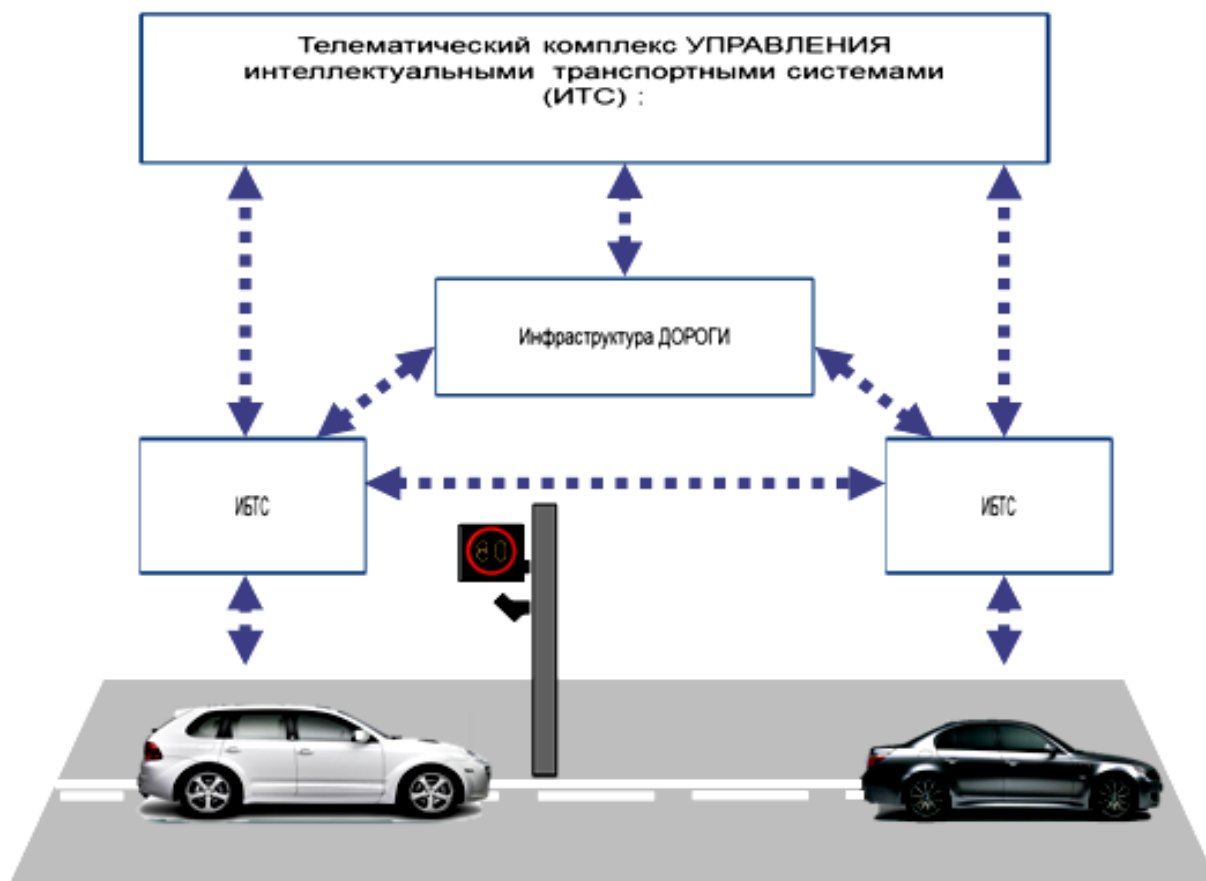 Телематический комплекс УПРАВЛЕНИЯ
интеллектуальными транспортными системами
(ИТС) :
Инфраструктура ДОРОГИ
ИБТС
ИБТС
80